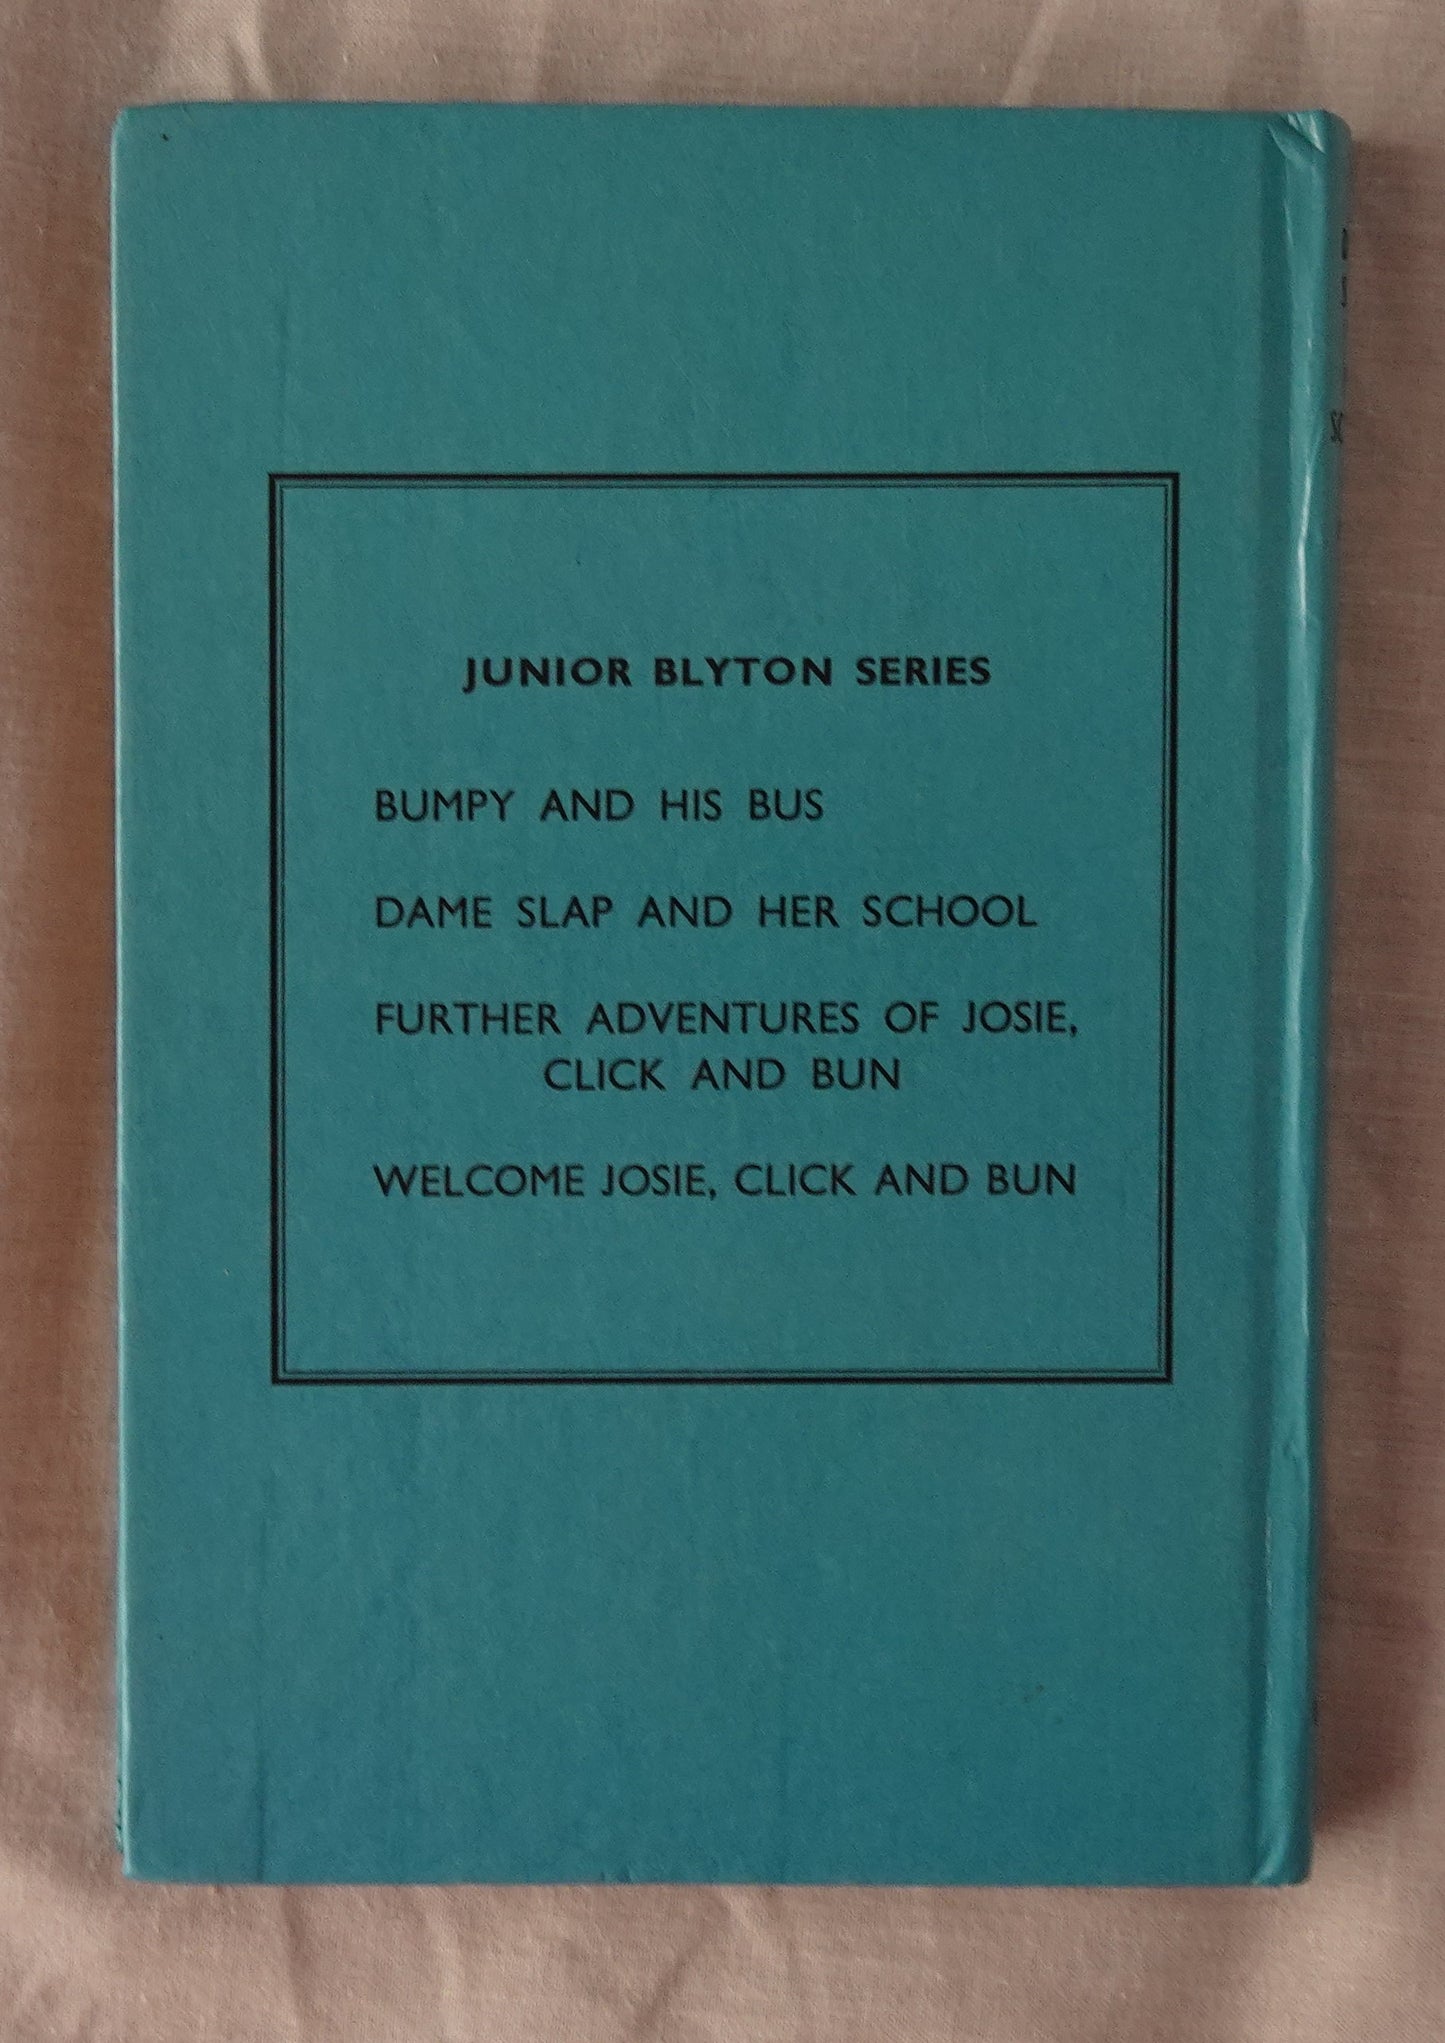 JUNIOR BLYTON SERIES
BUMPY AND HIS BUS
DAME SLAP AND HER SCHOOL
FURTHER ADVENTURES OF JOSIE,
CLICK AND BUN
WELCOME JOSIE, CLICK AND BUN